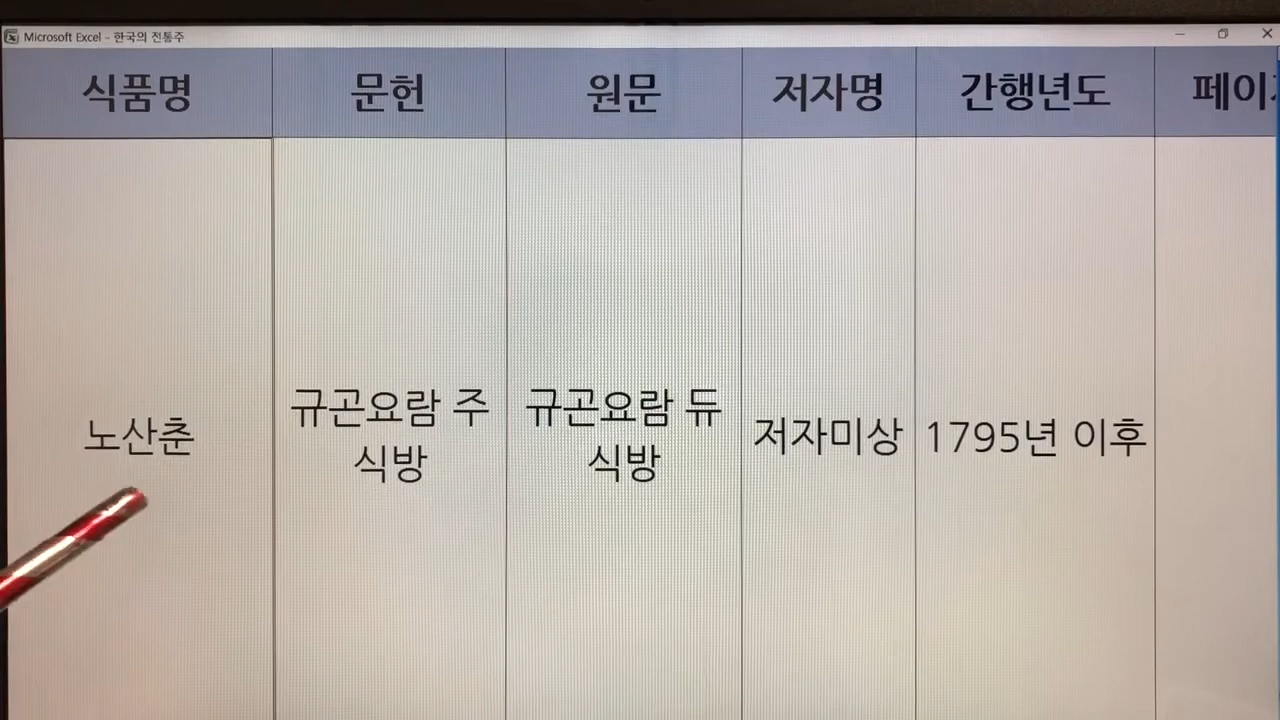 Microsoft Excel - 한국의 전통주
식품명 문헌 원문 저자명 간행년도
노산춘
규곤요람 주
식방
규곤요람 듀
식방
저자미상
1795년 이후